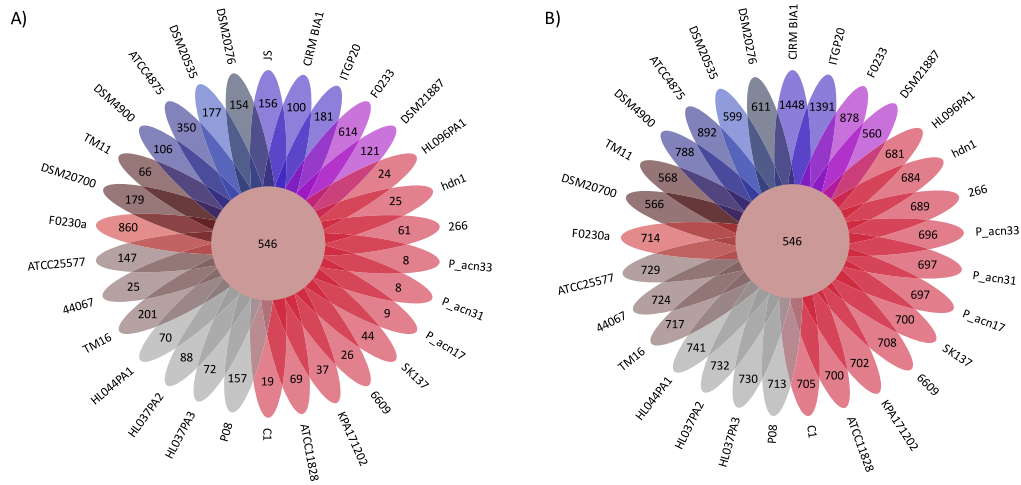 A)
JS
156
CIRM BIA1
100
ITGP20
181
F0233
614
DSM21887
121
HL096PA1
24
hdn1
25
266
61
P_acn33
8
P_acn31
8
P_acn17
9
SK137
44
6609
26
KPA171202
37
ATCC11828
69
C1
19
P08
157
HL037PA3
72
HL037PA2
88
HL044PA1
70
TM16
201
44067
25
ATCC25577
147
F0230a
860
DSM20700
179
TM11
66
DSM4900
106
ATCC4875
350
DSM20535
177
DSM20276
154
546
B)
CIRM BIA1
1448
ITGP20
1391
F0233
878
DSM21887
560
HL096PA1
681
hdn1
684
266
689
P_acn33
696
P_acn31
697
P_acn17
697
SK137
700
6609
708
KPA171202
702
ATCC11828
700
C1
705
P08
713
HL037PA3
730
HL037PA2
732
HL044PA1
741
TM16
717
44067
724
ATCC25577
729
F0230a
714
DSM20700
566
TM11
568
DSM4900
788
ATCC4875
892
DSM20535
599
DSM20276
611
546